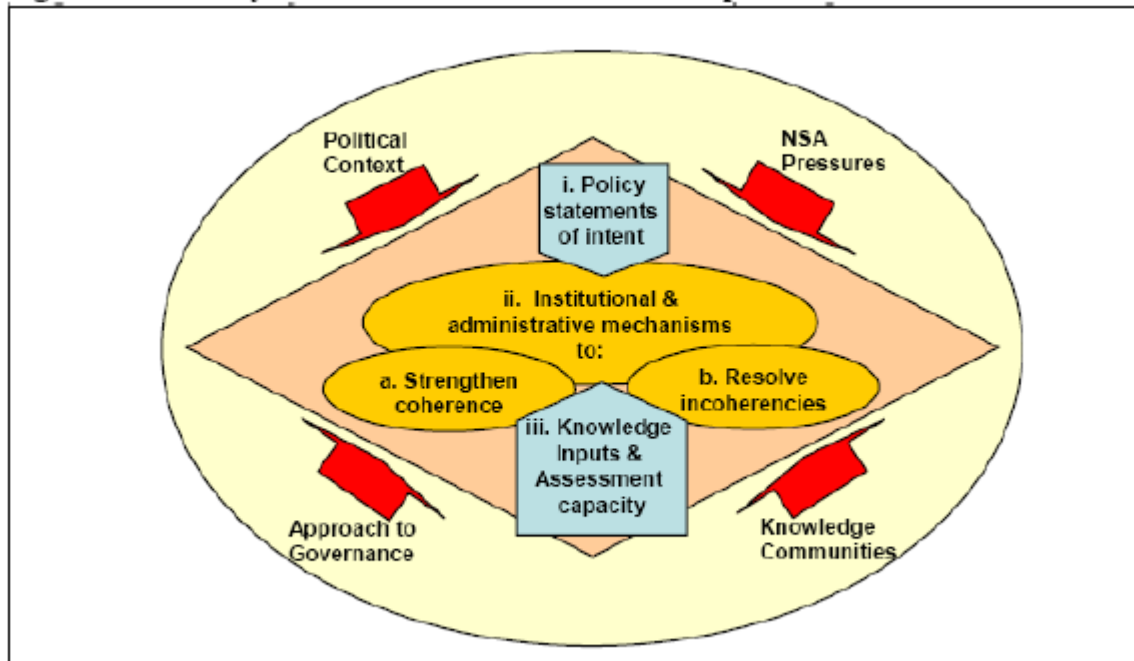 Political
Context
NSA
Pressures
i. Policy
statements
of intent
ii. Institutional &
administrative mechanisms
to:
a. Strengthen
coherence
b. Resolve
incoherencies
iii. Knowledge
Inputs &
Assessment
capacity
Approach to
Governance
Knowledge
Communities